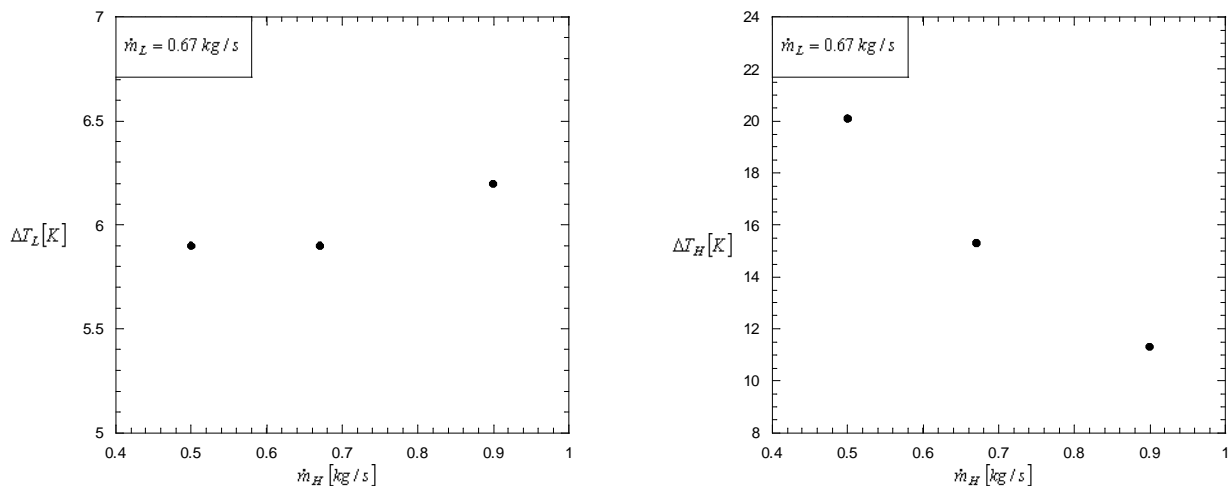 7
ṁ_L = 0.67 kg/s
6.5
ΔT_L [K]
6
5.5
5
0.4 0.5 0.6 0.7 0.8 0.9 1
ṁ_H [kg/s]
24
ṁ_L = 0.67 kg/s
22
20
18
16
ΔT_H [K]
14
12
10
8
0.4 0.5 0.6 0.7 0.8 0.9 1
ṁ_H [kg/s]